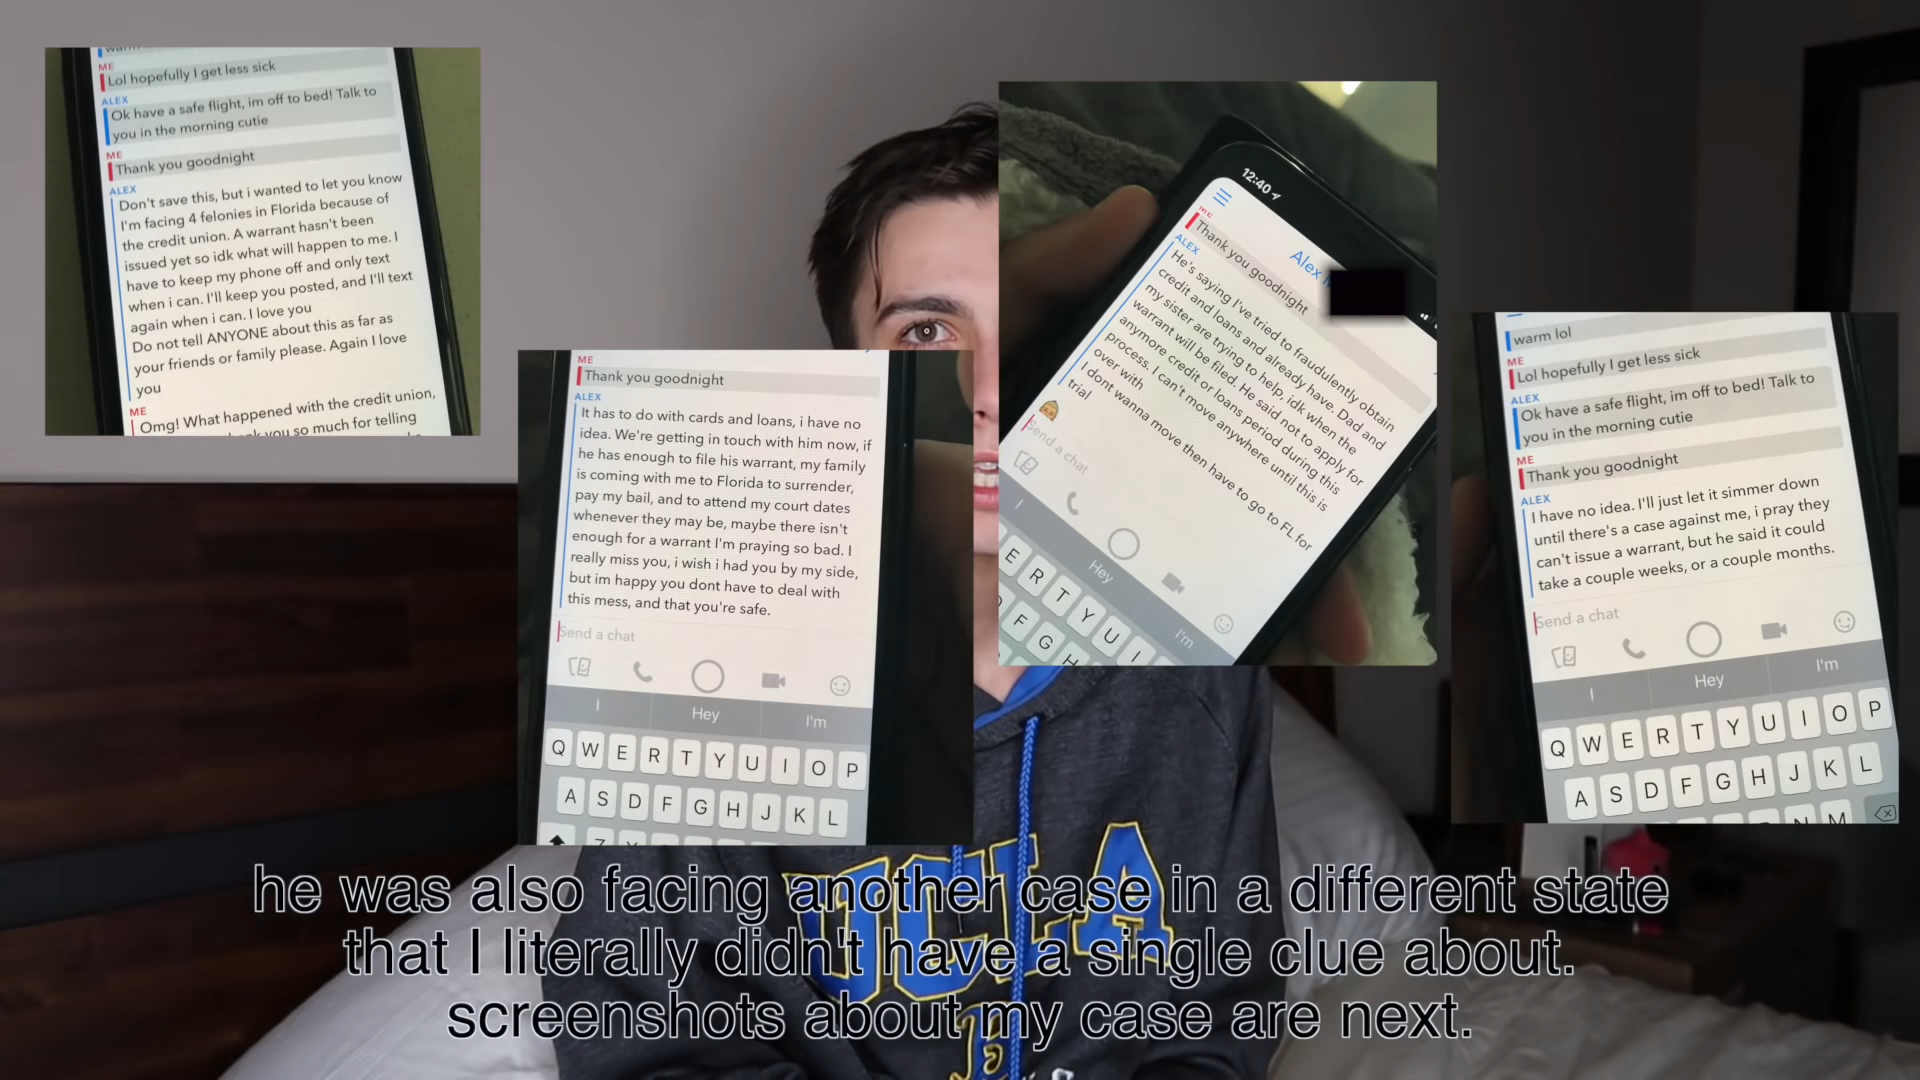 warm
ME
Lol hopefully I get less sick
ALEX
Ok have a safe flight, im off to bed! Talk to
you in the morning cutie
ME
Thank you goodnight
ALEX
Don't save this, but i wanted to let you know
I'm facing 4 felonies in Florida because of
the credit union. A warrant hasn't been
issued yet so idk what will happen to me. I
have to keep my phone off and only text
when i can. I'll keep you posted, and I'll text
again when i can. I love you
Do not tell ANYONE about this as far as
your friends or family please. Again I love
you
ME
Omg! What happened with the credit union,
you so much for telling
ME
Thank you goodnight
ALEX
It has to do with cards and loans, i have no
idea. We're getting in touch with him now, if
he has enough to file his warrant, my family
is coming with me to Florida to surrender,
pay my bail, and to attend my court dates
whenever they may be, maybe there isn't
enough for a warrant I'm praying so bad. I
really miss you, i wish i had you by my side,
but im happy you dont have to deal with
this mess, and that you're safe.
Send a chat
I Hey I'm
Q W E R T Y U I O P
A S D F G H J K L
12:40
Alex
ME
Thank you goodnight
ALEX
He's saying I've tried to fraudulently obtain
credit and loans and already have. Dad and
my sister are trying to help, idk when the
warrant will be filed. He said not to apply for
anymore credit or loans period during this
process. I can't move anywhere until this is
over with
I dont wanna move then have to go to FL for
trial
Send a chat
I Hey I'm
E R T Y U I
F G H
warm lol
ME
Lol hopefully I get less sick
ALEX
Ok have a safe flight, im off to bed! Talk to
you in the morning cutie
ME
Thank you goodnight
ALEX
I have no idea. I'll just let it simmer down
until there's a case against me, i pray they
can't issue a warrant, but he said it could
take a couple weeks, or a couple months.
Send a chat
I Hey I'm
Q W E R T Y U I O P
A S D F G H J K L
N M
UCLA
he was also facing another case in a different state
that I literally didn't have a single clue about.
screenshots about my case are next.